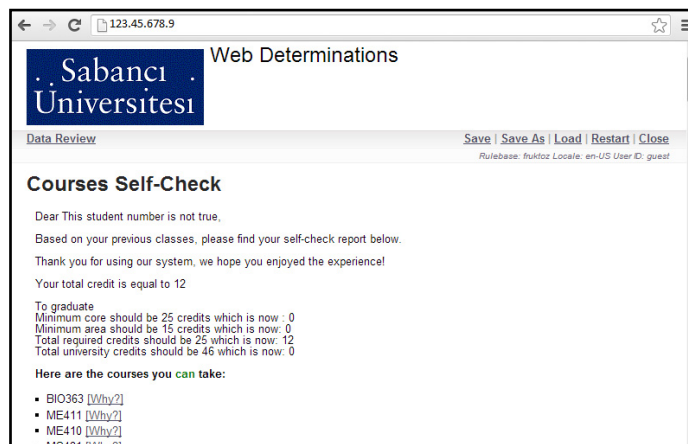 123.45.678.9
. . Sabancı .
Üniversitesi
Web Determinations
Data Review
Save | Save As | Load | Restart | Close
Rulebase: fruktoz Locale: en-US User ID: guest
Courses Self-Check
Dear This student number is not true,
Based on your previous classes, please find your self-check report below.
Thank you for using our system, we hope you enjoyed the experience!
Your total credit is equal to 12
To graduate
Minimum core should be 25 credits which is now : 0
Minimum area should be 15 credits which is now: 0
Total required credits should be 25 which is now: 12
Total university credits should be 46 which is now: 0
Here are the courses you can take:
▪ BIO363 [Why?]
▪ ME411 [Why?]
▪ ME410 [Why?]